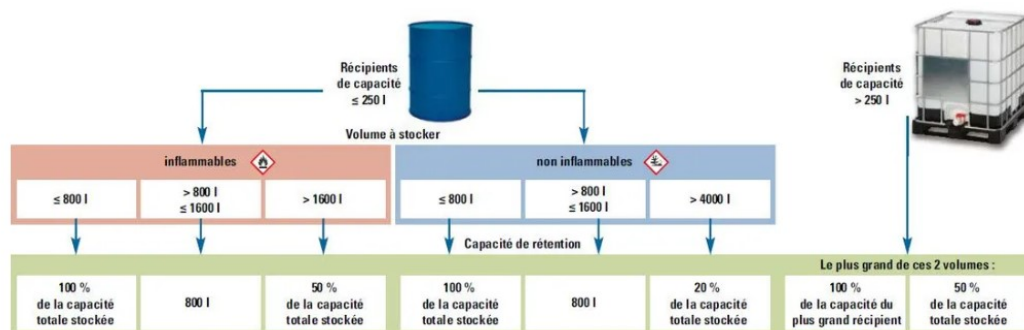 Récipients
de capacité
≤ 250 l
Récipients
de capacité
> 250 l
Volume à stocker
inflammables
non inflammables
≤ 800 l
> 800 l
≤ 1600 l
> 1600 l
≤ 800 l
> 800 l
≤ 1600 l
> 4000 l
Capacité de rétention
Le plus grand de ces 2 volumes :
100 %
de la capacité
totale stockée
800 l
50 %
de la capacité
totale stockée
100 %
de la capacité
totale stockée
800 l
20 %
de la capacité
totale stockée
100 %
de la capacité du
plus grand récipient
50 %
de la capacité
totale stockée